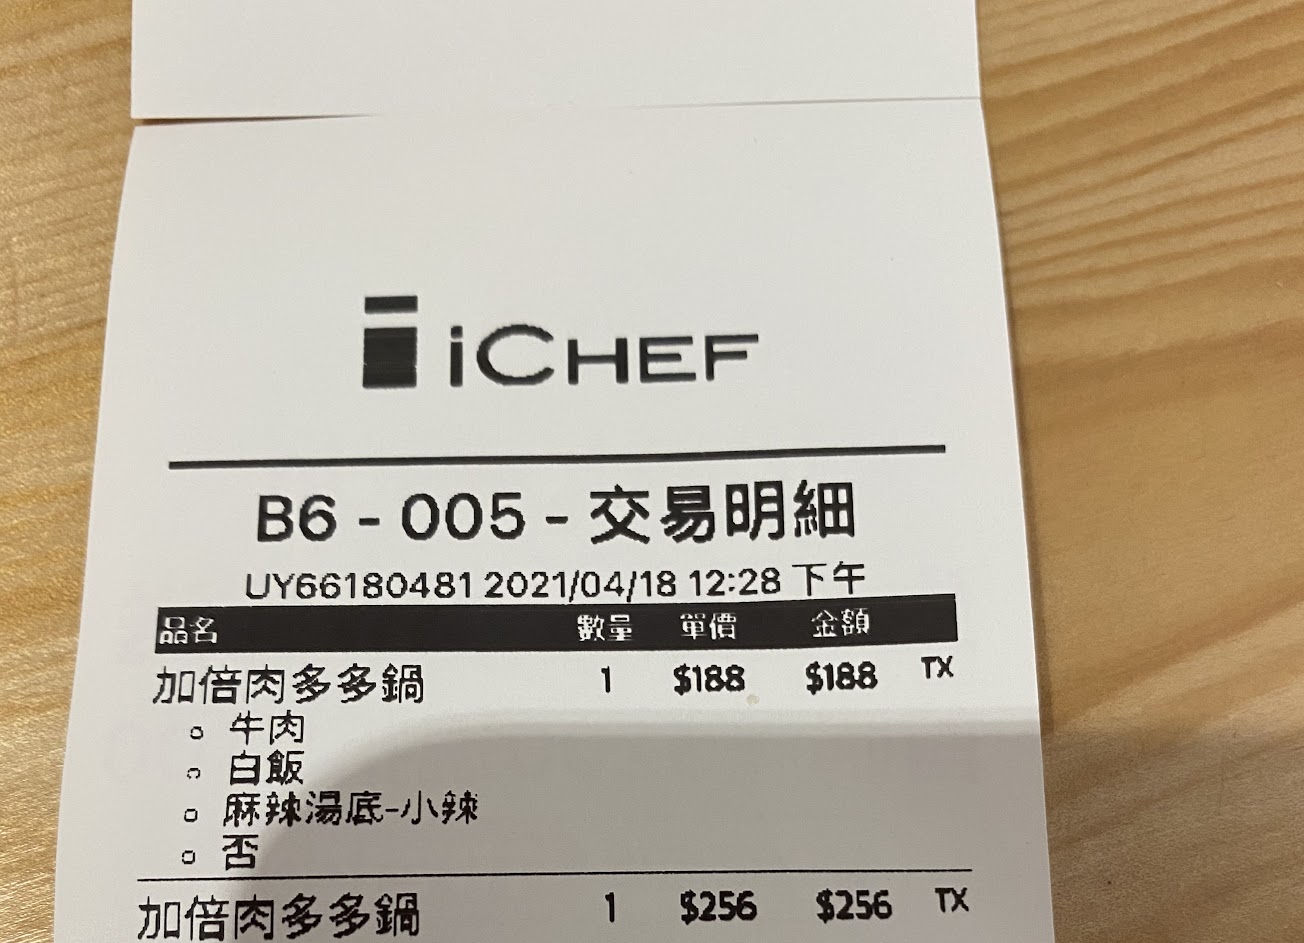 iCHEF
B6 - 005 - 交易明細
UY66180481 2021/04/18 12:28 下午
品名 數量 單價 金額
加倍肉多多鍋 1 $188 $188 TX
○ 牛肉
○ 白飯
○ 麻辣湯底-小辣
○ 否
加倍肉多多鍋 1 $256 $256 TX